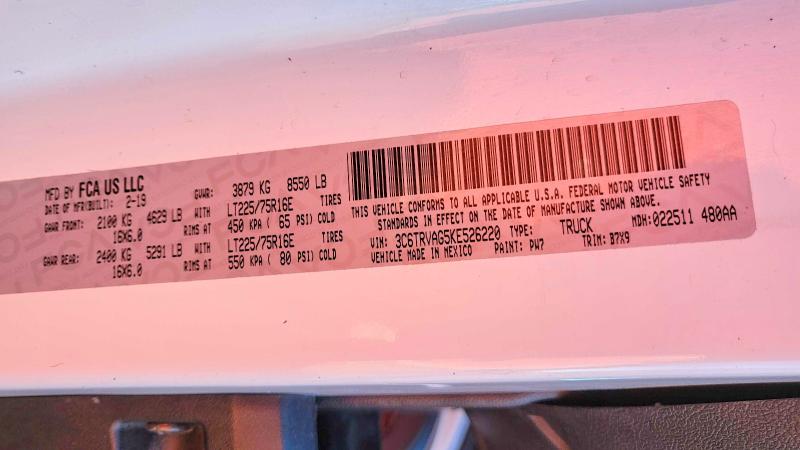 MFD BY FCA US LLC
DATE OF MFR(BUILT): 2-19 GVWR: 3879 KG 8550 LB
GAWR FRONT: 2100 KG 4629 LB WITH LT225/75R16E TIRES
16X6.0 RIMS AT 450 KPA ( 65 PSI) COLD
GAWR REAR: 2400 KG 5291 LB WITH LT225/75R16E TIRES
16X6.0 RIMS AT 550 KPA ( 80 PSI) COLD
THIS VEHICLE CONFORMS TO ALL APPLICABLE U.S.A. FEDERAL MOTOR VEHICLE SAFETY
STANDARDS IN EFFECT ON THE DATE OF MANUFACTURE SHOWN ABOVE.
VIN: 3C6TRVAG5KE526220 TYPE: TRUCK MDH:022511 480AA
VEHICLE MADE IN MEXICO PAINT: PW7 TRIM: B7X9